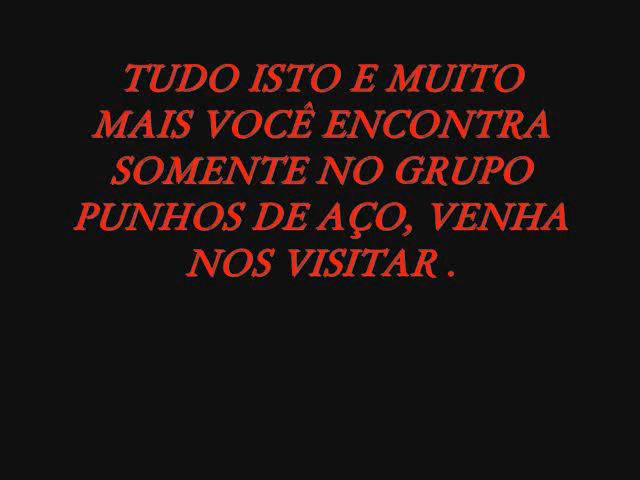 TUDO ISTO E MUITO
MAIS VOCÊ ENCONTRA
SOMENTE NO GRUPO
PUNHOS DE AÇO, VENHA
NOS VISITAR .